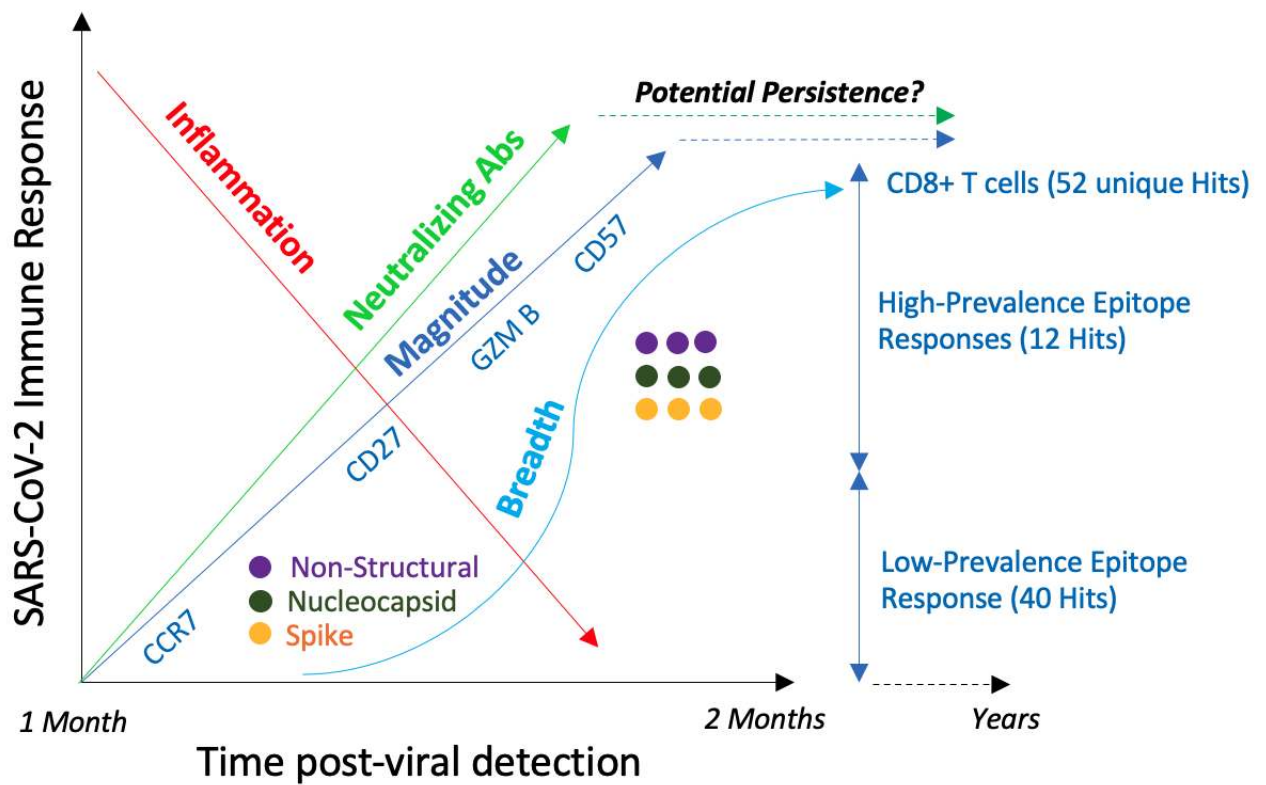 SARS-CoV-2 Immune Response
Inflammation
Neutralizing Abs
Magnitude
Breadth
CCR7
CD27
GZM B
CD57
Potential Persistence?
CD8+ T cells (52 unique Hits)
High-Prevalence Epitope
Responses (12 Hits)
Low-Prevalence Epitope
Response (40 Hits)
Non-Structural
Nucleocapsid
Spike
1 Month
2 Months
Years
Time post-viral detection